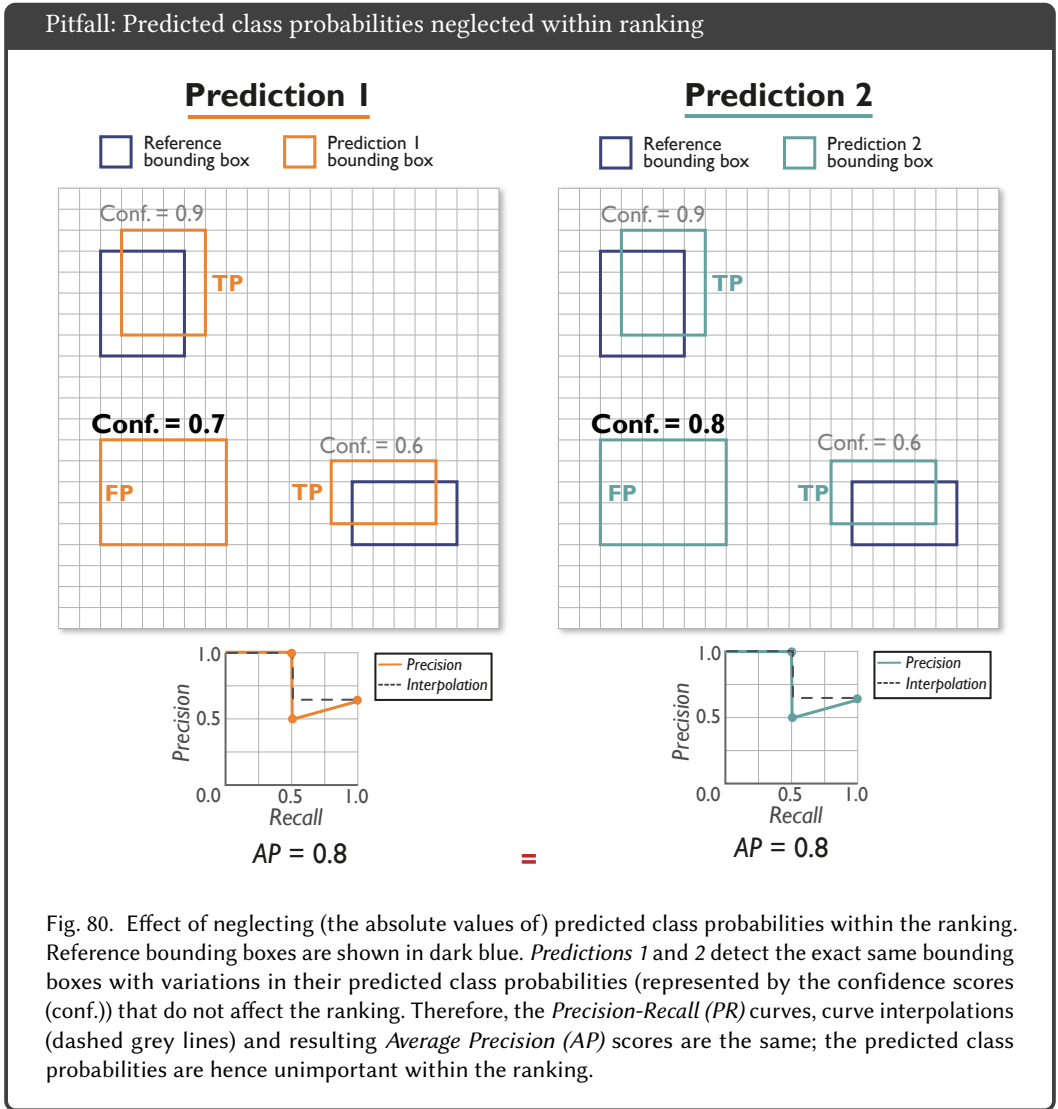 Pitfall: Predicted class probabilities neglected within ranking
Prediction 1
Reference
bounding box
Prediction 1
bounding box
Conf. = 0.9
TP
Conf. = 0.7
FP
Conf. = 0.6
TP
1.0
0.5
0.0
0.5
1.0
Precision
Recall
Precision
Interpolation
AP = 0.8
=
Prediction 2
Reference
bounding box
Prediction 2
bounding box
Conf. = 0.9
TP
Conf. = 0.8
FP
Conf. = 0.6
TP
1.0
0.5
0.0
0.5
1.0
Precision
Recall
Precision
Interpolation
AP = 0.8
Fig. 80. Effect of neglecting (the absolute values of) predicted class probabilities within the ranking.
Reference bounding boxes are shown in dark blue. Predictions 1 and 2 detect the exact same bounding
boxes with variations in their predicted class probabilities (represented by the confidence scores
(conf.)) that do not affect the ranking. Therefore, the Precision-Recall (PR) curves, curve interpolations
(dashed grey lines) and resulting Average Precision (AP) scores are the same; the predicted class
probabilities are hence unimportant within the ranking.